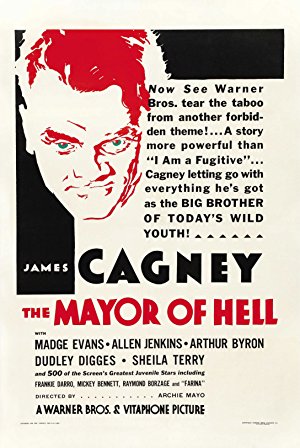 Now See Warner
Bros. tear the taboo
from another forbid-
den theme!...A story
more powerful than
"I Am a Fugitive"...
Cagney letting go with
everything he's got
as the BIG BROTHER
OF TODAY'S WILD
YOUTH!
JAMES CAGNEY
THE MAYOR OF HELL
WITH
MADGE EVANS · ALLEN JENKINS · ARTHUR BYRON
DUDLEY DIGGES · SHEILA TERRY
and 500 of the Screen's Greatest Juvenile Stars including
FRANKIE DARRO, MICKEY BENNETT, RAYMOND BORZAGE and "FARINA"
DIRECTED BY ........... ARCHIE MAYO
A WARNER BROS. & VITAPHONE PICTURE